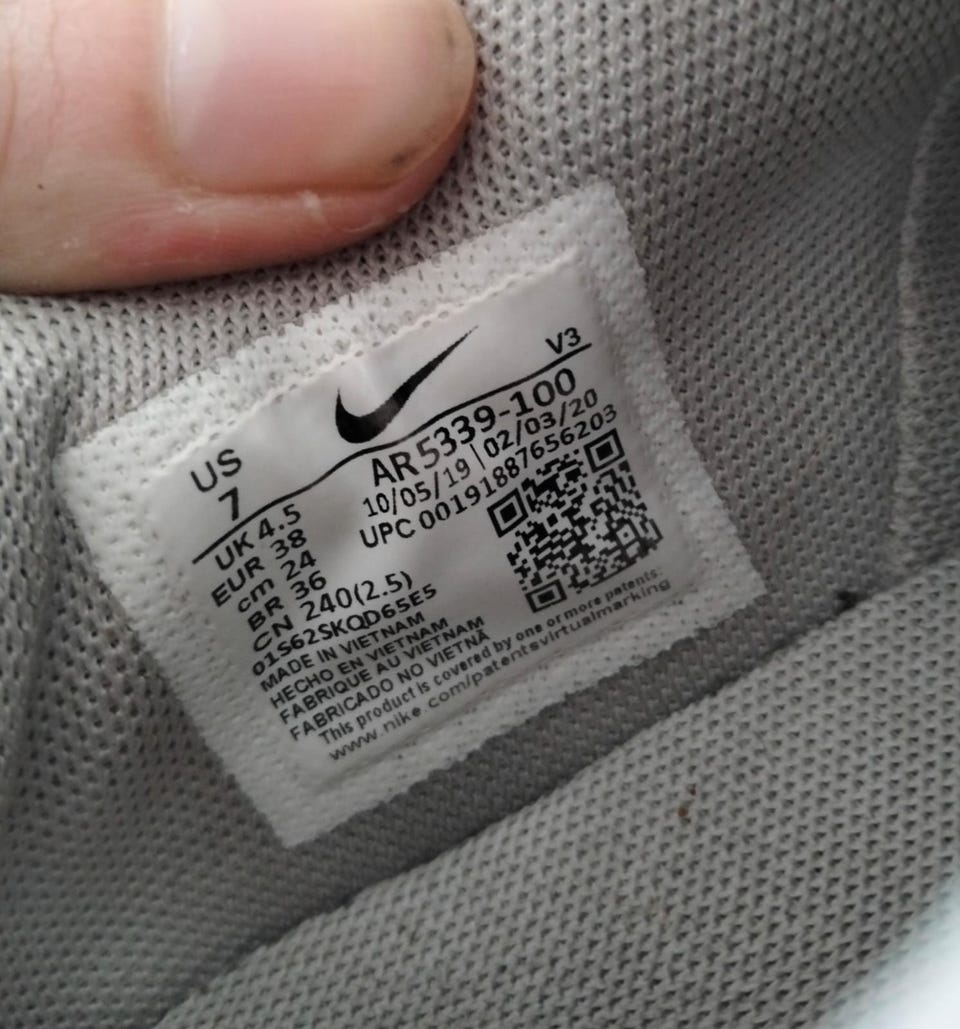 US
7
V3
AR5339-100
10/05/19 | 02/03/20
UPC 00191887656203
UK 4.5
EUR 38
cm 24
BR 36
CN 240(2.5)
01S62SKQD65E5
MADE IN VIETNAM
HECHO EN VIETNAM
FABRIQUE AU VIETNAM
FABRICADO NO VIETNÃ
This product is covered by one or more patents:
www.nike.com/patentsvirtualmarking